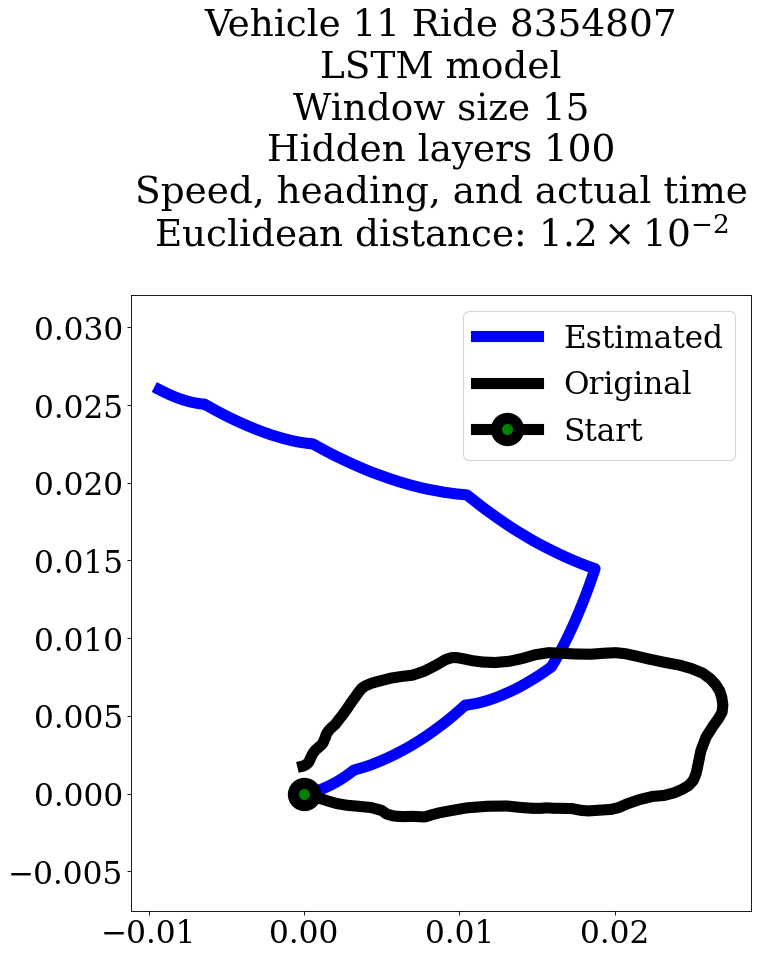 Vehicle 11 Ride 8354807
LSTM model
Window size 15
Hidden layers 100
Speed, heading, and actual time
Euclidean distance: 1.2 × 10⁻²
Estimated
Original
Start
0.030
0.025
0.020
0.015
0.010
0.005
0.000
−0.005
−0.01 0.00 0.01 0.02